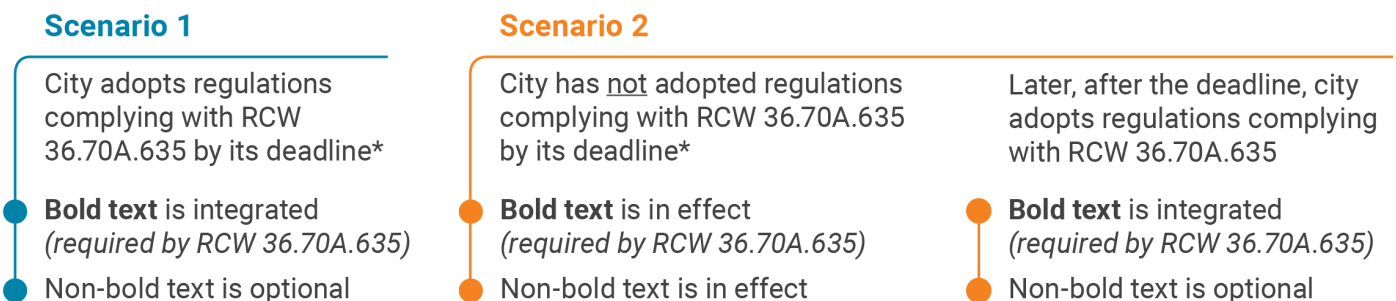 Scenario 1
City adopts regulations
complying with RCW
36.70A.635 by its deadline*
Bold text is integrated
(required by RCW 36.70A.635)
Non-bold text is optional
Scenario 2
City has not adopted regulations
complying with RCW 36.70A.635
by its deadline*
Bold text is in effect
(required by RCW 36.70A.635)
Non-bold text is in effect
Later, after the deadline, city
adopts regulations complying
with RCW 36.70A.635
Bold text is integrated
(required by RCW 36.70A.635)
Non-bold text is optional